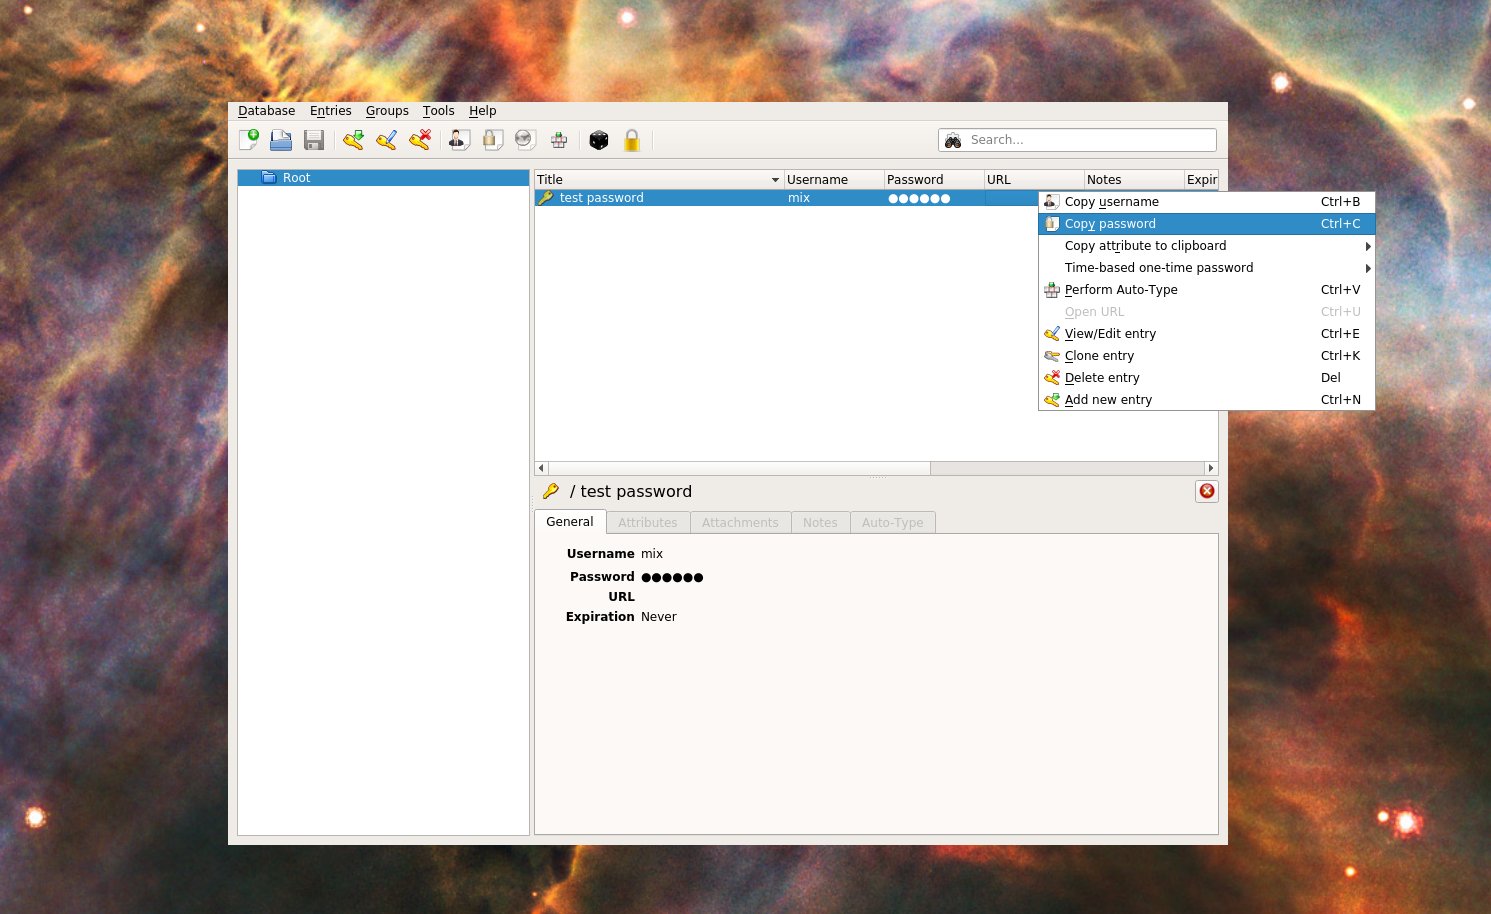 Database Entries Groups Tools Help
Search...
Root
Title Username Password URL Notes Expir
test password mix ●●●●●●
Copy username Ctrl+B
Copy password Ctrl+C
Copy attribute to clipboard
Time-based one-time password
Perform Auto-Type Ctrl+V
Open URL Ctrl+U
View/Edit entry Ctrl+E
Clone entry Ctrl+K
Delete entry Del
Add new entry Ctrl+N
/ test password
General Attributes Attachments Notes Auto-Type
Username mix
Password ●●●●●●
URL
Expiration Never